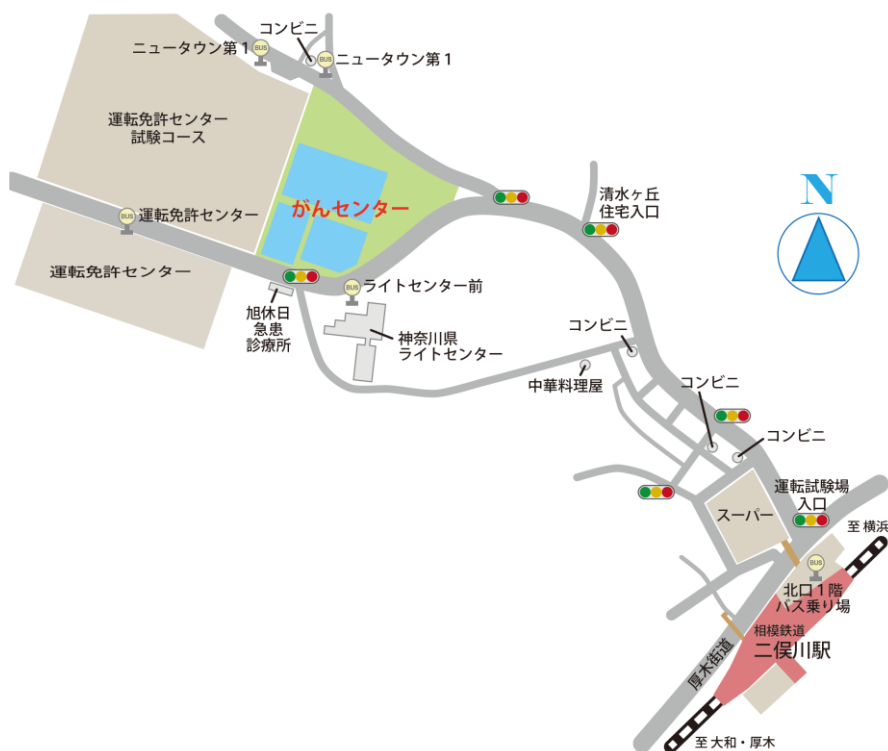 コンビニ
ニュータウン第1
BUS
BUS
ニュータウン第1
運転免許センター
試験コース
がんセンター
清水ヶ丘
住宅入口
N
BUS
運転免許センター
運転免許センター
BUS
ライトセンター前
旭休日
急患
診療所
神奈川県
ライトセンター
コンビニ
中華料理屋
コンビニ
コンビニ
スーパー
運転試験場
入口
至 横浜
BUS
北口1階
バス乗り場
相模鉄道
二俣川駅
厚木街道
至 大和・厚木